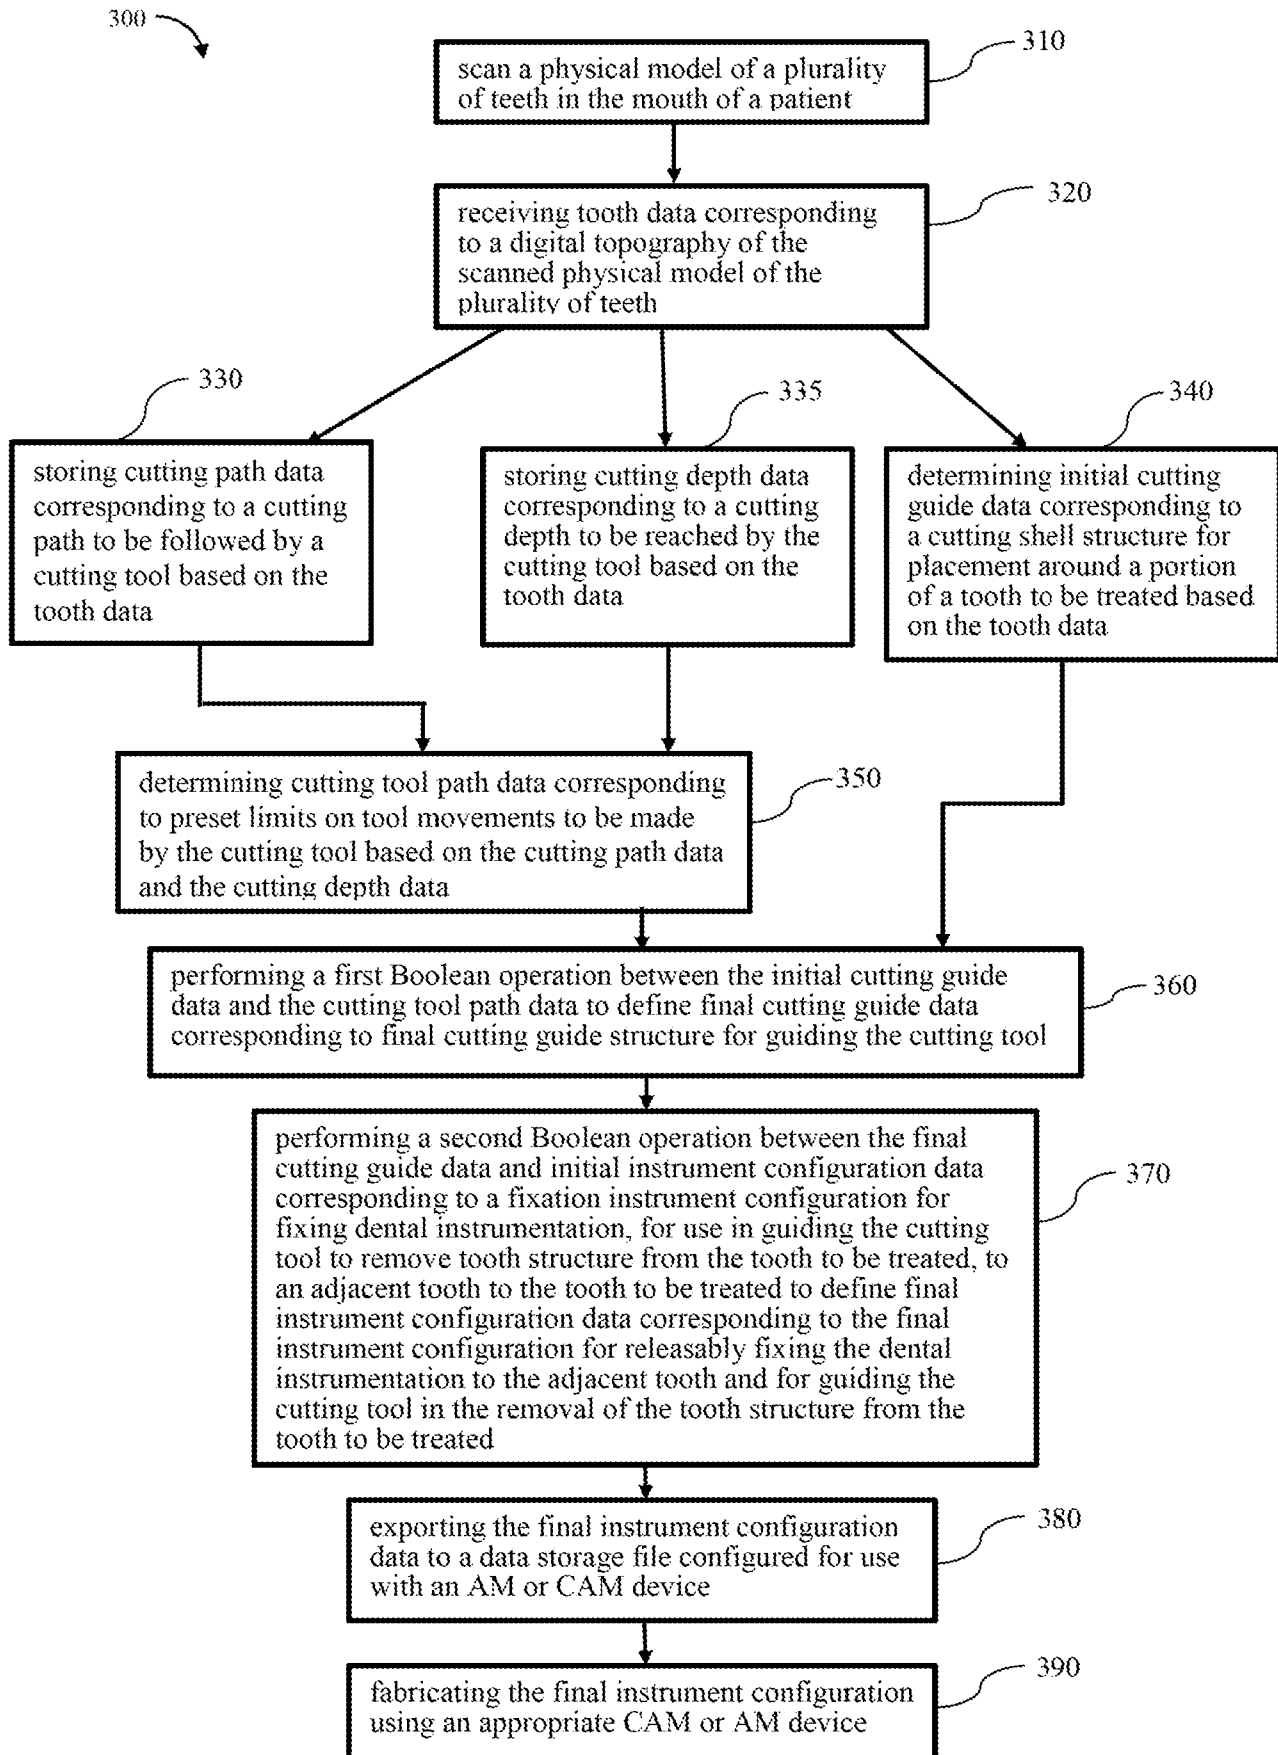 300
310
scan a physical model of a plurality
of teeth in the mouth of a patient
320
receiving tooth data corresponding
to a digital topography of the
scanned physical model of the
plurality of teeth
330
335
340
storing cutting path data
corresponding to a cutting
path to be followed by a
cutting tool based on the
tooth data
storing cutting depth data
corresponding to a cutting
depth to be reached by the
cutting tool based on the
tooth data
determining initial cutting
guide data corresponding to
a cutting shell structure for
placement around a portion
of a tooth to be treated based
on the tooth data
350
determining cutting tool path data corresponding
to preset limits on tool movements to be made
by the cutting tool based on the cutting path data
and the cutting depth data
360
performing a first Boolean operation between the initial cutting guide
data and the cutting tool path data to define final cutting guide data
corresponding to final cutting guide structure for guiding the cutting tool
370
performing a second Boolean operation between the final
cutting guide data and initial instrument configuration data
corresponding to a fixation instrument configuration for
fixing dental instrumentation, for use in guiding the cutting
tool to remove tooth structure from the tooth to be treated, to
an adjacent tooth to the tooth to be treated to define final
instrument configuration data corresponding to the final
instrument configuration for releasably fixing the dental
instrumentation to the adjacent tooth and for guiding the
cutting tool in the removal of the tooth structure from the
tooth to be treated
380
exporting the final instrument configuration
data to a data storage file configured for use
with an AM or CAM device
390
fabricating the final instrument configuration
using an appropriate CAM or AM device